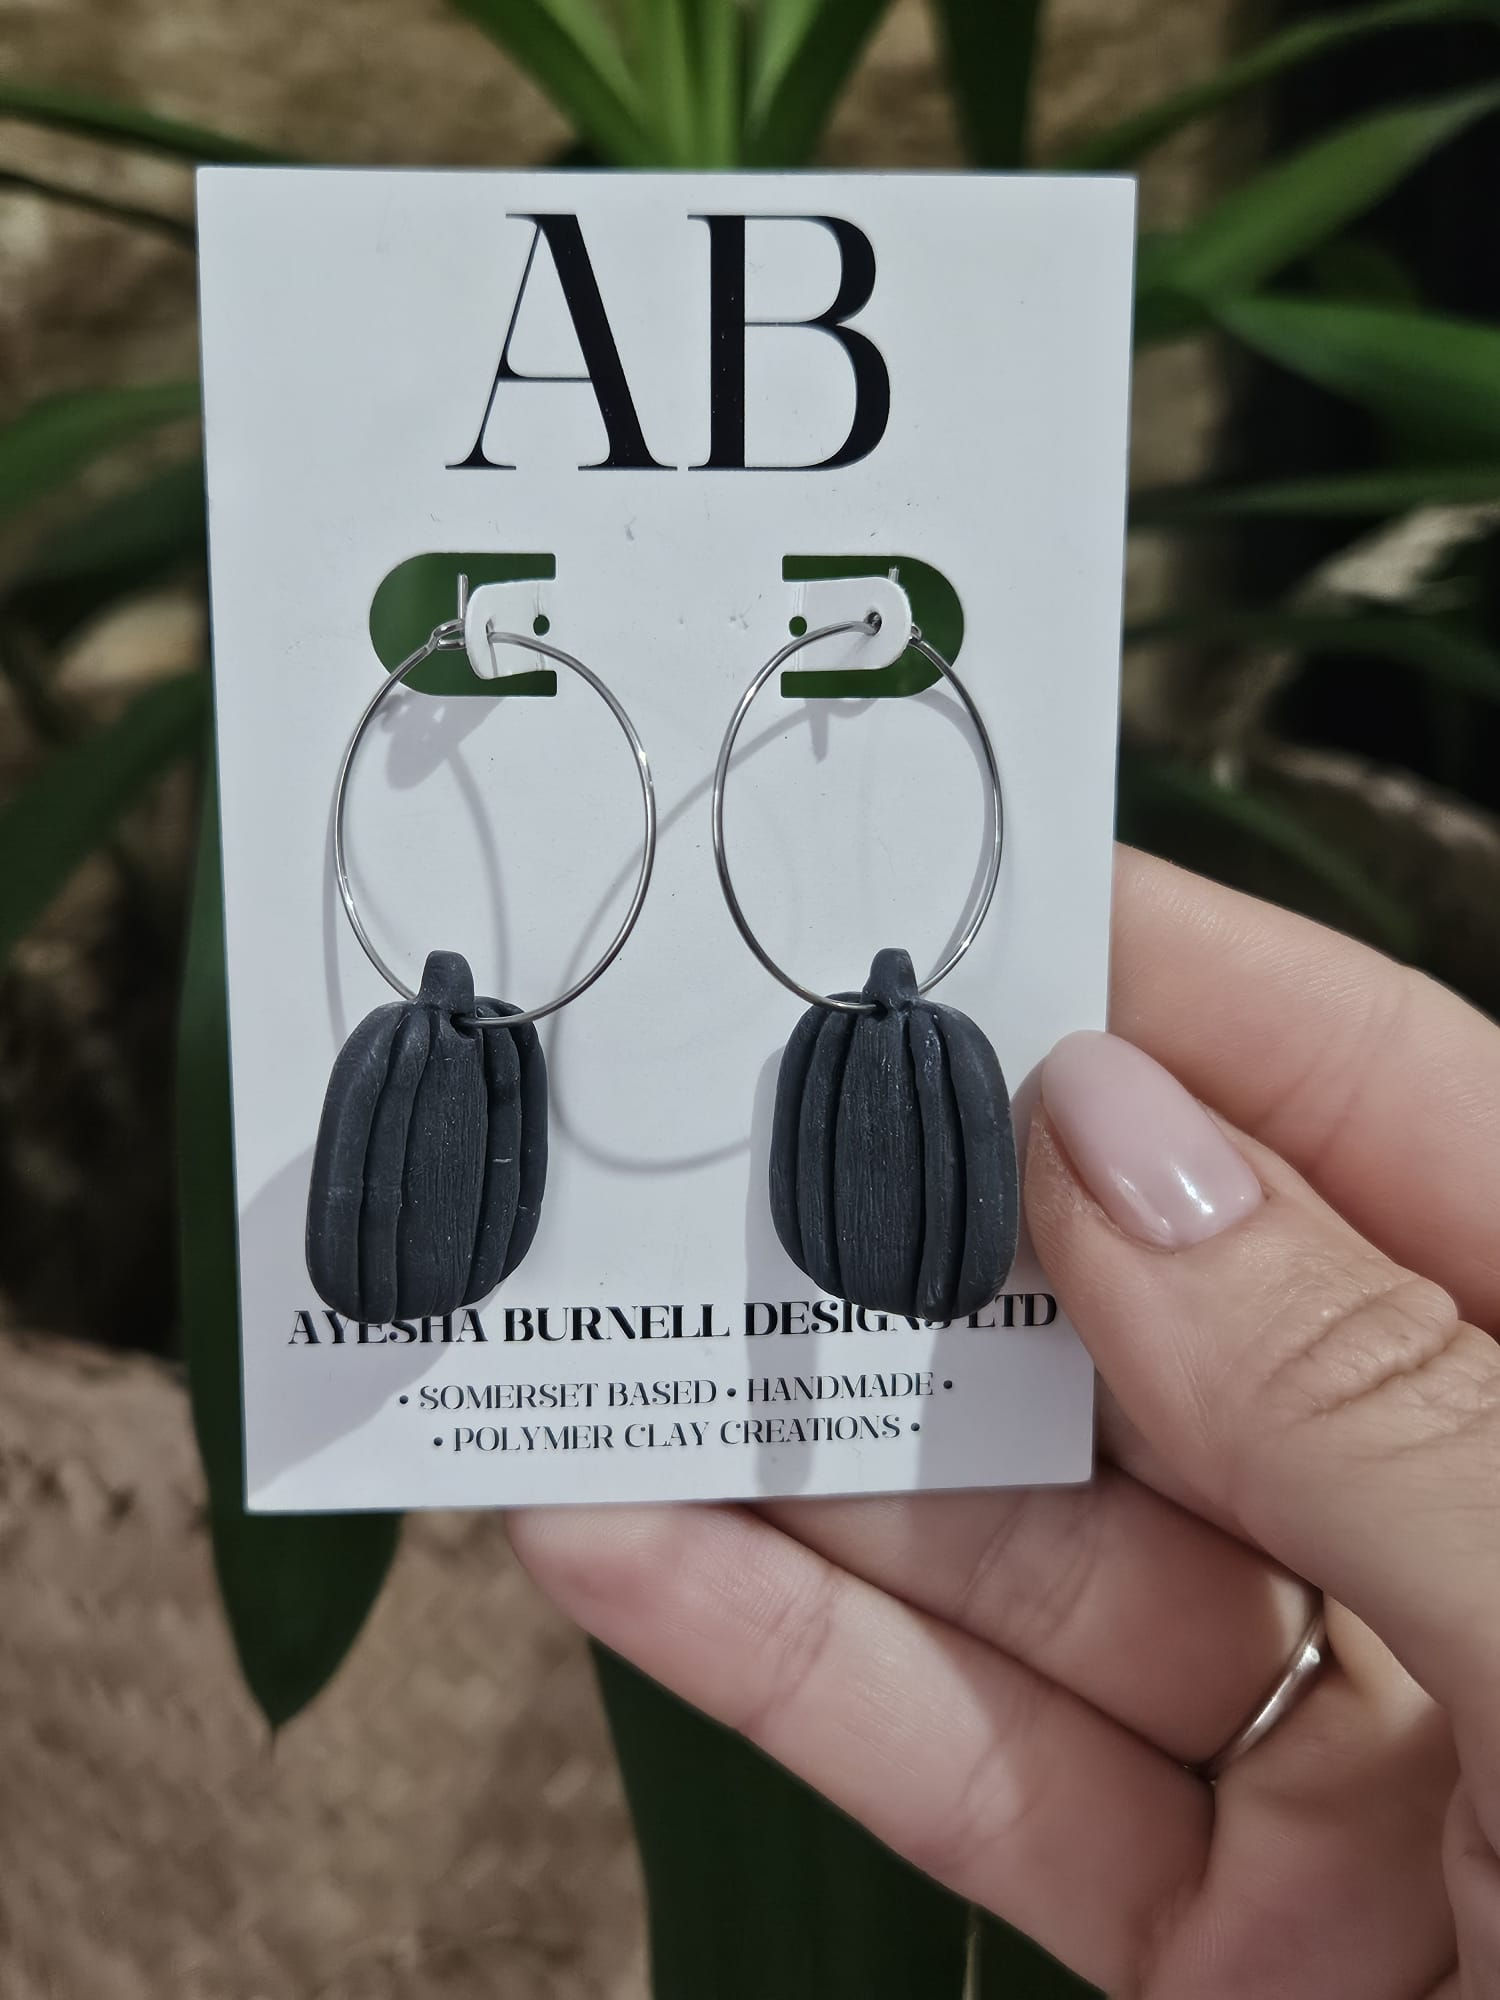 AB
AYESHA BURNELL DESIGNS LTD
• SOMERSET BASED • HANDMADE •
• POLYMER CLAY CREATIONS •